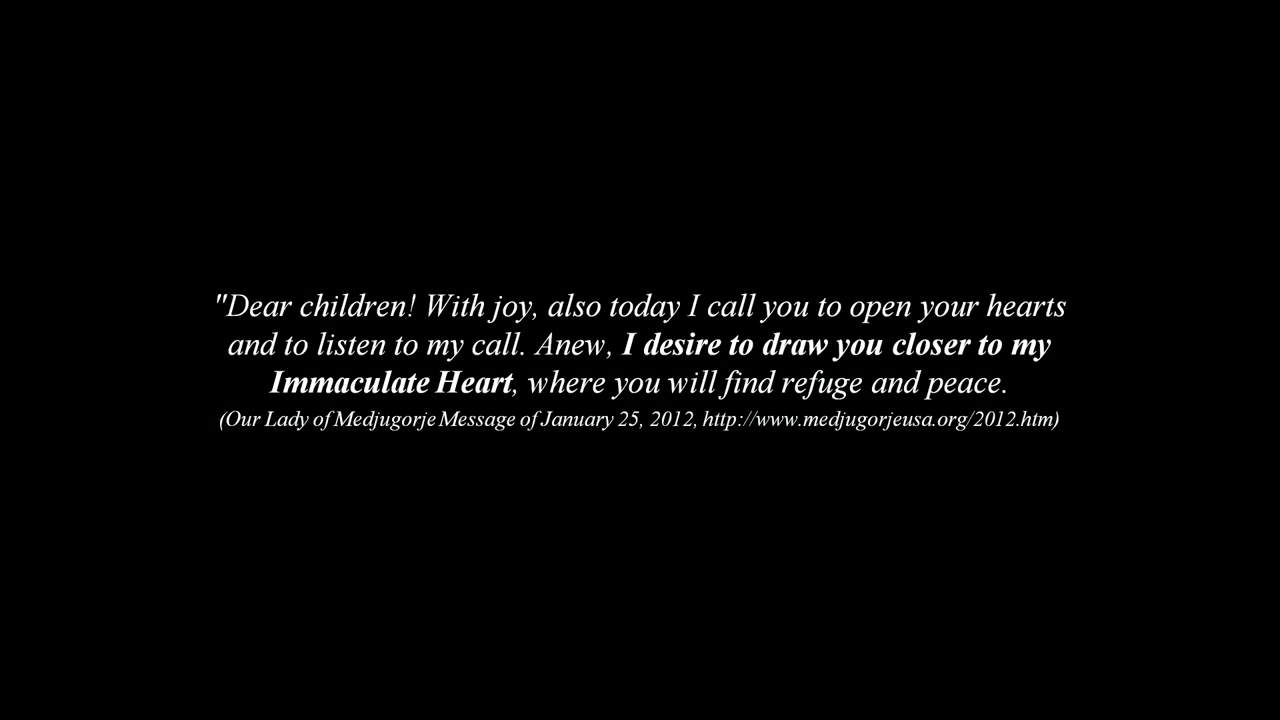 "Dear children! With joy, also today I call you to open your hearts
and to listen to my call. Anew, I desire to draw you closer to my
Immaculate Heart, where you will find refuge and peace.
(Our Lady of Medjugorje Message of January 25, 2012, http://www.medjugorjeusa.org/2012.htm)